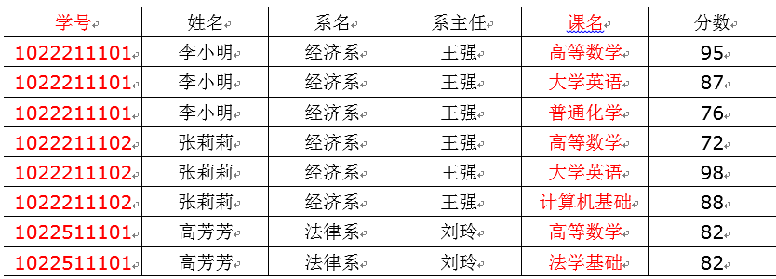 学号 姓名 系名 系主任 课名 分数
1022211101 李小明 经济系 王强 高等数学 95
1022211101 李小明 经济系 王强 大学英语 87
1022211101 李小明 经济系 王强 普通化学 76
1022211102 张莉莉 经济系 王强 高等数学 72
1022211102 张莉莉 经济系 王强 大学英语 98
1022211102 张莉莉 经济系 王强 计算机基础 88
1022511101 高芳芳 法律系 刘玲 高等数学 82
1022511101 高芳芳 法律系 刘玲 法学基础 82